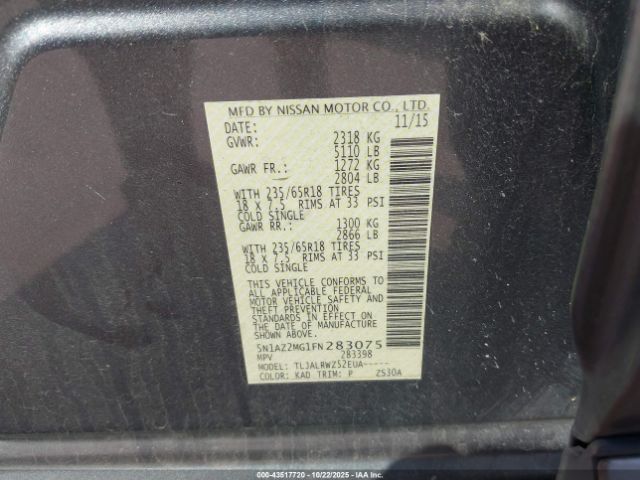 MFD BY NISSAN MOTOR CO., LTD.
DATE: 11/15
GVWR: 2318 KG
5110 LB
GAWR FR.: 1272 KG
2804 LB
WITH 235/65R18 TIRES
18 X 7.5 RIMS AT 33 PSI
COLD SINGLE
GAWR RR.: 1300 KG
2866 LB
WITH 235/65R18 TIRES
18 X 7.5 RIMS AT 33 PSI
COLD SINGLE
THIS VEHICLE CONFORMS TO
ALL APPLICABLE FEDERAL
MOTOR VEHICLE SAFETY AND
THEFT PREVENTION
STANDARDS IN EFFECT ON
THE DATE OF MANUFACTURE
SHOWN ABOVE.
5N1AZ2MG1FN283075
MPV 283398
MODEL: TLJALRWZ52EUA-----
COLOR: KAD TRIM: P Z530A
© IAA 00-43517720 10/22/2025 © IAA Holdings, LLC